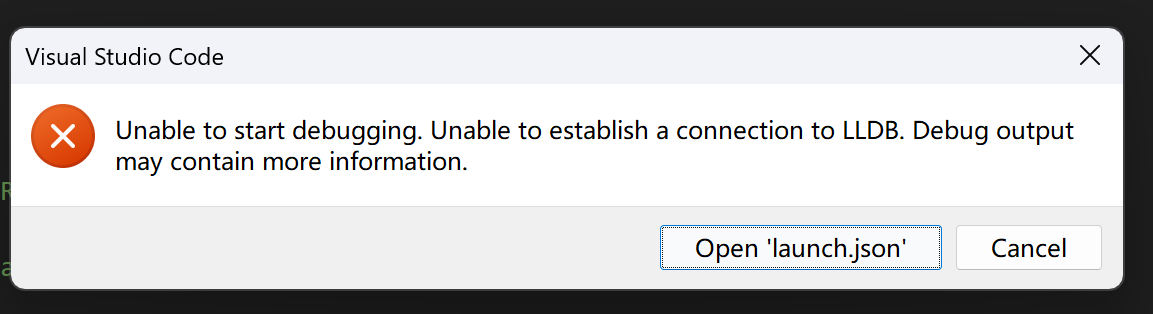 Visual Studio Code
Unable to start debugging. Unable to establish a connection to LLDB. Debug output
may contain more information.
R
a
Open 'launch.json'
Cancel